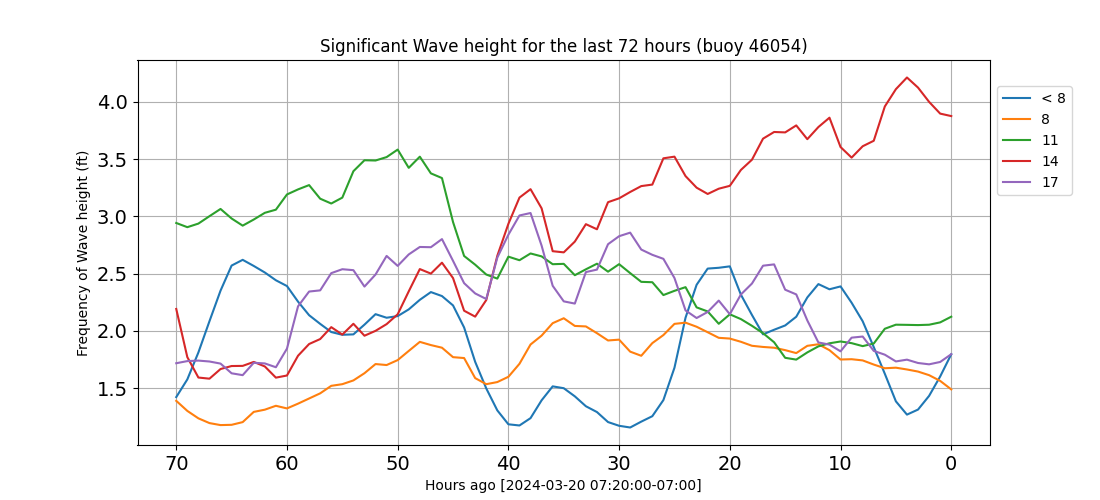 Significant Wave height for the last 72 hours (buoy 46054)
4.0
3.5
3.0
2.5
2.0
1.5
Frequency of Wave height (ft)
< 8
8
11
14
17
70 60 50 40 30 20 10 0
Hours ago [2024-03-20 07:20:00-07:00]